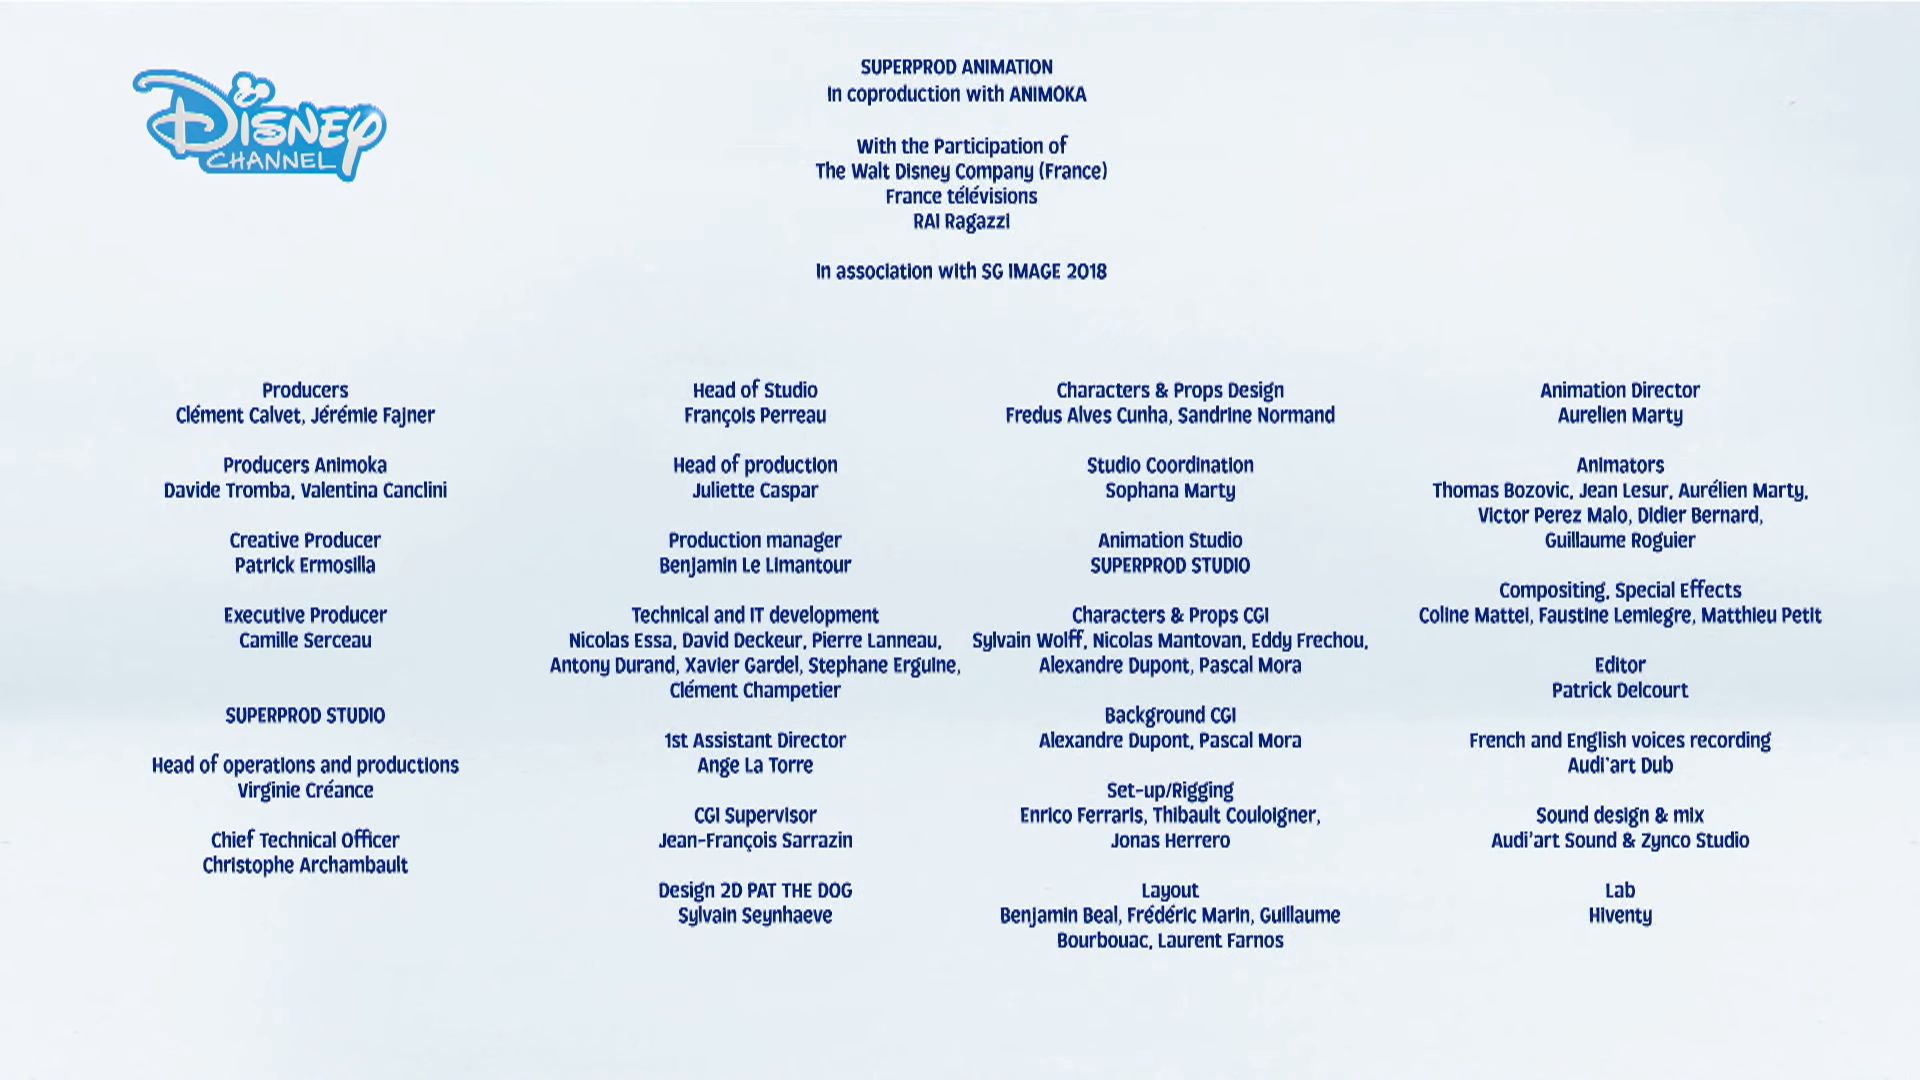 DISNEY
CHANNEL
SUPERPROD ANIMATION
In coproduction with ANIMOKA
With the Participation of
The Walt Disney Company (France)
France télévisions
RAI Ragazzi
In association with SG IMAGE 2018
Producers
Clément Calvet, Jérémie Fajner
Producers Animoka
Davide Tromba, Valentina Canclini
Creative Producer
Patrick Ermosilla
Executive Producer
Camille Serceau
SUPERPROD STUDIO
Head of operations and productions
Virginie Créance
Chief Technical Officer
Christophe Archambault
Head of Studio
François Perreau
Head of production
Juliette Caspar
Production manager
Benjamin Le Limantour
Technical and IT development
Nicolas Essa, David Deckeur, Pierre Lanneau,
Antony Durand, Xavier Gardel, Stephane Erguine,
Clément Champetier
1st Assistant Director
Ange La Torre
CGI Supervisor
Jean-François Sarrazin
Design 2D PAT THE DOG
Sylvain Seynhaeve
Characters & Props Design
Fredus Alves Cunha, Sandrine Normand
Studio Coordination
Sophana Marty
Animation Studio
SUPERPROD STUDIO
Characters & Props CGI
Sylvain Wolff, Nicolas Mantovan, Eddy Frechou,
Alexandre Dupont, Pascal Mora
Background CGI
Alexandre Dupont, Pascal Mora
Set-up/Rigging
Enrico Ferraris, Thibault Couloigner,
Jonas Herrero
Layout
Benjamin Beal, Frédéric Marin, Guillaume
Bourbouac, Laurent Farnos
Animation Director
Aurelien Marty
Animators
Thomas Bozovic, Jean Lesur, Aurélien Marty,
Victor Perez Malo, Didier Bernard,
Guillaume Roguier
Compositing, Special Effects
Coline Mattei, Faustine Lemiegre, Matthieu Petit
Editor
Patrick Delcourt
French and English voices recording
Audi'art Dub
Sound design & mix
Audi'art Sound & Zynco Studio
Lab
Hiventy